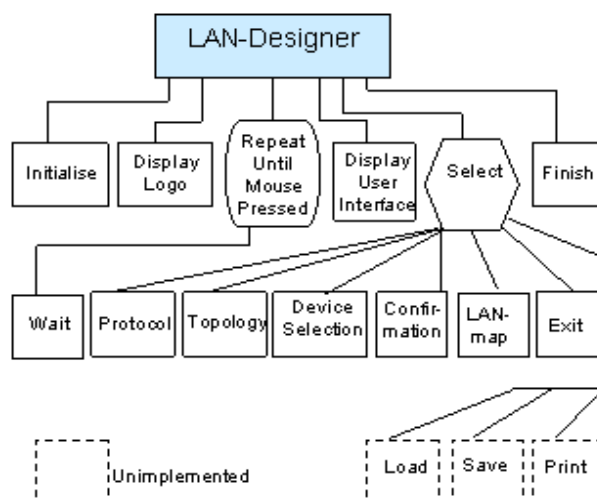 LAN-Designer
Initialise
Display
Logo
Repeat
Until
Mouse
Pressed
Display
User
Interface
Select
Finish
Wait
Protocol
Topology
Device
Selection
Confir-
mation
LAN-
map
Exit
Unimplemented
Load
Save
Print